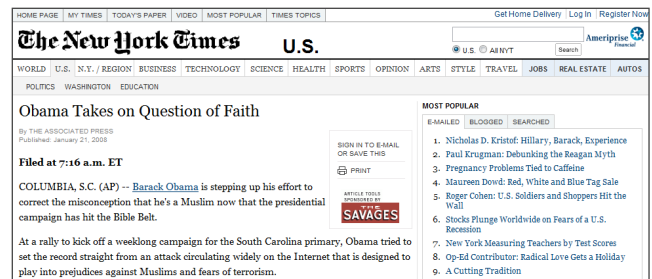 HOME PAGE MY TIMES TODAY'S PAPER VIDEO MOST POPULAR TIMES TOPICS
Get Home Delivery Log In Register Now
The New York Times
U.S.
U.S. All NYT Search
Ameriprise
Financial
WORLD U.S. N.Y. / REGION BUSINESS TECHNOLOGY SCIENCE HEALTH SPORTS OPINION ARTS STYLE TRAVEL JOBS REAL ESTATE AUTOS
POLITICS WASHINGTON EDUCATION
Obama Takes on Question of Faith
By THE ASSOCIATED PRESS
Published: January 21, 2008
Filed at 7:16 a.m. ET
COLUMBIA, S.C. (AP) -- Barack Obama is stepping up his effort to
correct the misconception that he's a Muslim now that the presidential
campaign has hit the Bible Belt.
At a rally to kick off a weeklong campaign for the South Carolina primary, Obama tried to
set the record straight from an attack circulating widely on the Internet that is designed to
play into prejudices against Muslims and fears of terrorism.
SIGN IN TO E-MAIL
OR SAVE THIS
PRINT
ARTICLE TOOLS
SPONSORED BY
THE
SAVAGES
MOST POPULAR
E-MAILED BLOGGED SEARCHED
1. Nicholas D. Kristof: Hillary, Barack, Experience
2. Paul Krugman: Debunking the Reagan Myth
3. Pregnancy Problems Tied to Caffeine
4. Maureen Dowd: Red, White and Blue Tag Sale
5. Roger Cohen: U.S. Soldiers and Shoppers Hit the
Wall
6. Stocks Plunge Worldwide on Fears of a U.S.
Recession
7. New York Measuring Teachers by Test Scores
8. Op-Ed Contributor: Radical Love Gets a Holiday
9. A Cutting Tradition